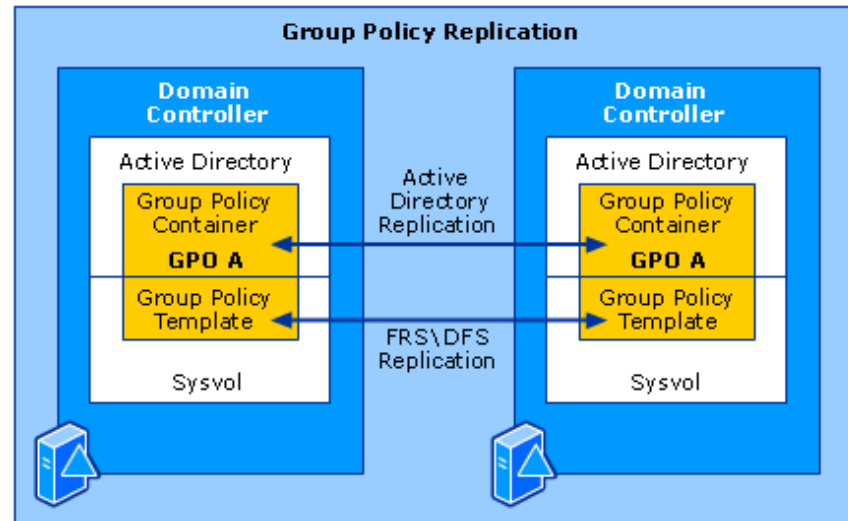 Group Policy Replication
Domain
Controller
Active Directory
Group Policy
Container
GPO A
Group Policy
Template
Sysvol
Active
Directory
Replication
FRS\DFS
Replication
Domain
Controller
Active Directory
Group Policy
Container
GPO A
Group Policy
Template
Sysvol